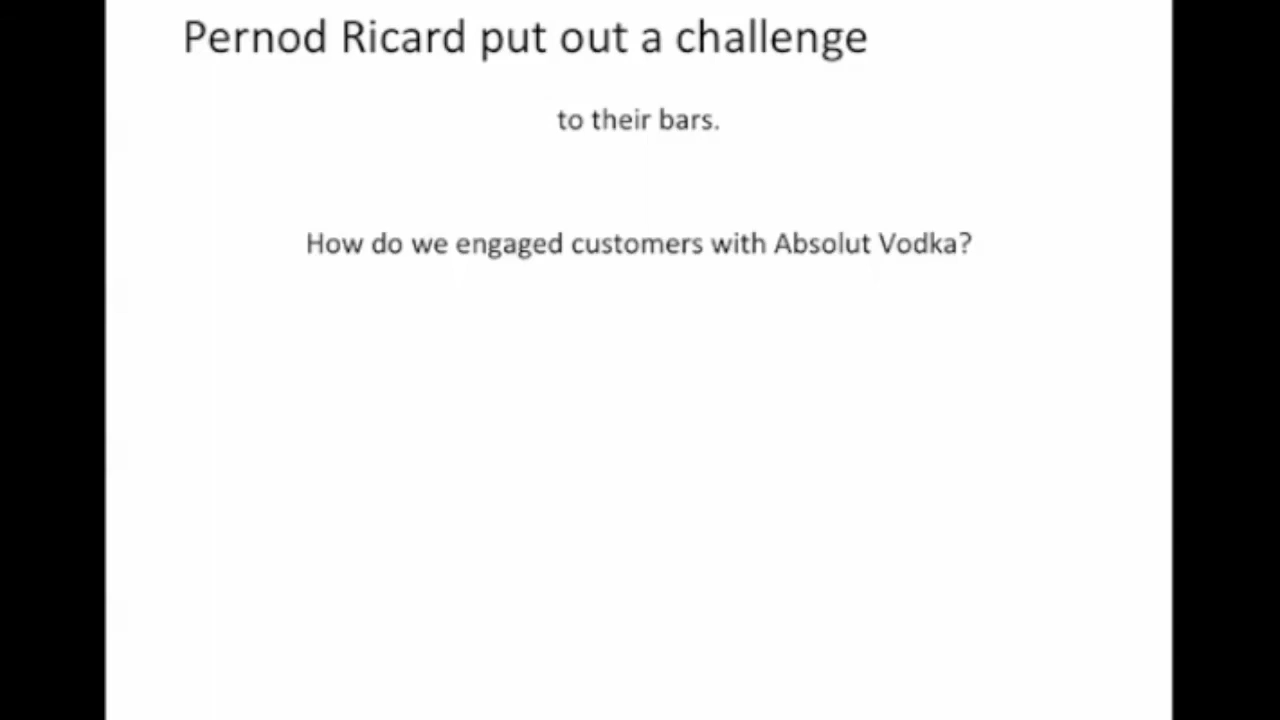 Pernod Ricard put out a challenge
to their bars.
How do we engaged customers with Absolut Vodka?